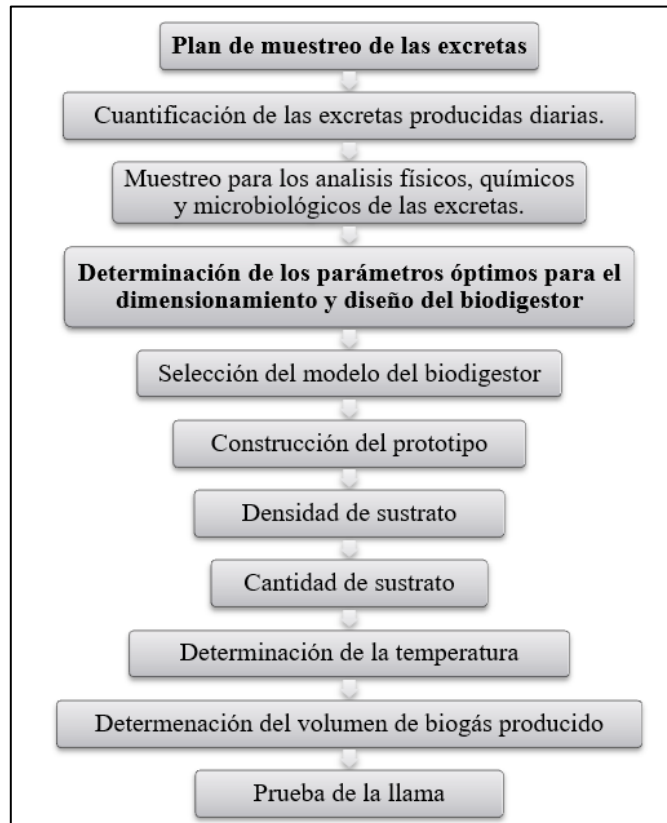 Plan de muestreo de las excretas
Cuantificación de las excretas producidas diarias.
Muestreo para los analisis físicos, químicos
y microbiológicos de las excretas.
Determinación de los parámetros óptimos para el
dimensionamiento y diseño del biodigestor
Selección del modelo del biodigestor
Construcción del prototipo
Densidad de sustrato
Cantidad de sustrato
Determinación de la temperatura
Determenación del volumen de biogás producido
Prueba de la llama